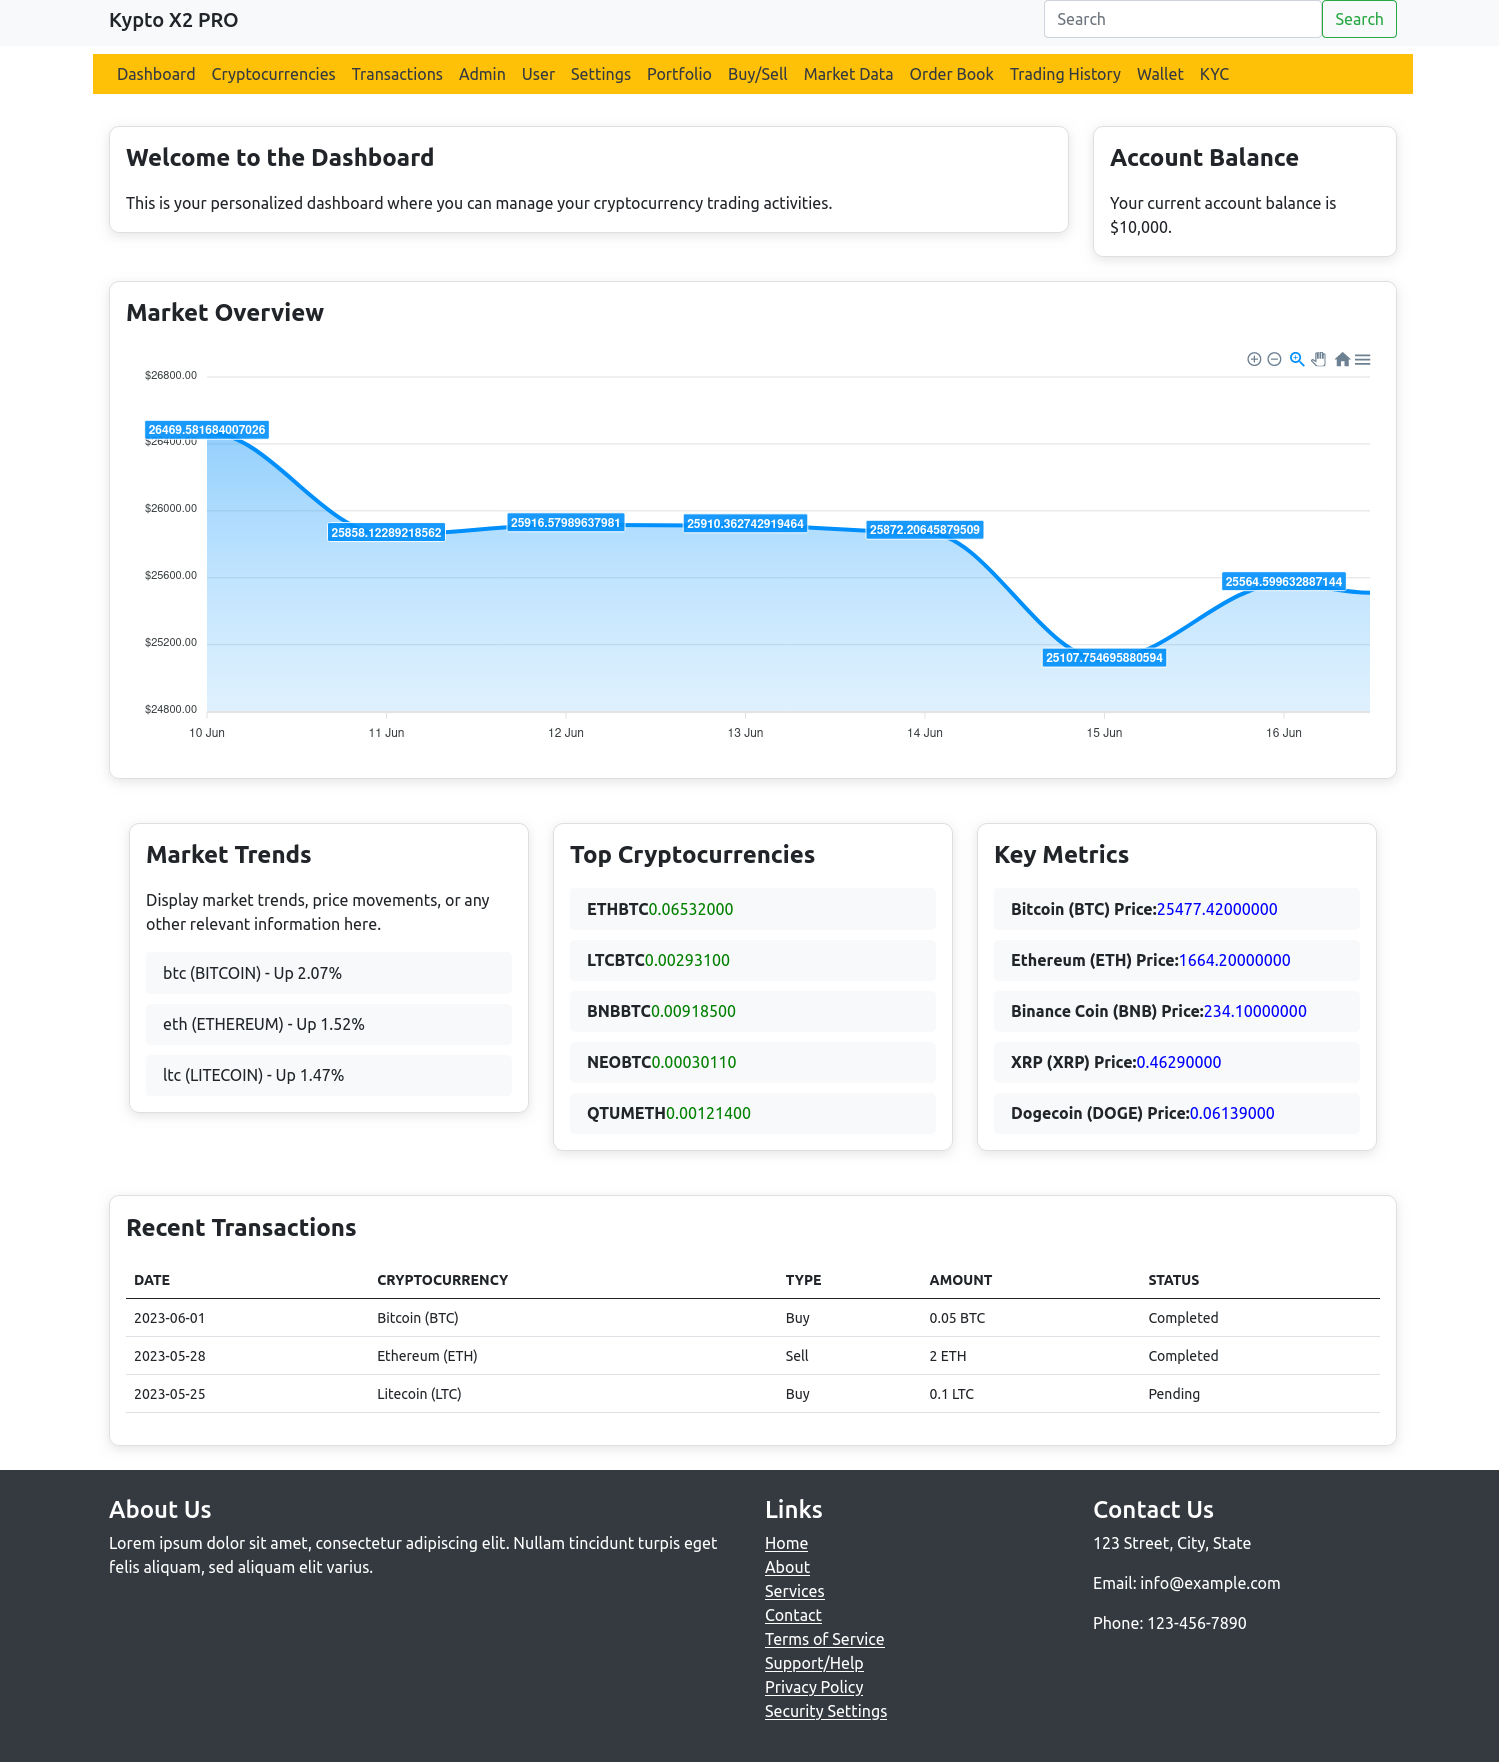 Kypto X2 PRO
Search
Search
Dashboard Cryptocurrencies Transactions Admin User Settings Portfolio Buy/Sell Market Data Order Book Trading History Wallet KYC
Welcome to the Dashboard
This is your personalized dashboard where you can manage your cryptocurrency trading activities.
Account Balance
Your current account balance is
$10,000.
Market Overview
$26800.00
$26400.00
$26000.00
$25600.00
$25200.00
$24800.00
26469.581684007026
25858.12289218562
25916.57989637981
25910.362742919464
25872.20645879509
25107.754695880594
25564.599632887144
10 Jun 11 Jun 12 Jun 13 Jun 14 Jun 15 Jun 16 Jun
Market Trends
Display market trends, price movements, or any
other relevant information here.
btc (BITCOIN) - Up 2.07%
eth (ETHEREUM) - Up 1.52%
ltc (LITECOIN) - Up 1.47%
Top Cryptocurrencies
ETHBTC0.06532000
LTCBTC0.00293100
BNBBTC0.00918500
NEOBTC0.00030110
QTUMETH0.00121400
Key Metrics
Bitcoin (BTC) Price:25477.42000000
Ethereum (ETH) Price:1664.20000000
Binance Coin (BNB) Price:234.10000000
XRP (XRP) Price:0.46290000
Dogecoin (DOGE) Price:0.06139000
Recent Transactions
DATE CRYPTOCURRENCY TYPE AMOUNT STATUS
2023-06-01 Bitcoin (BTC) Buy 0.05 BTC Completed
2023-05-28 Ethereum (ETH) Sell 2 ETH Completed
2023-05-25 Litecoin (LTC) Buy 0.1 LTC Pending
About Us
Lorem ipsum dolor sit amet, consectetur adipiscing elit. Nullam tincidunt turpis eget
felis aliquam, sed aliquam elit varius.
Links
Home
About
Services
Contact
Terms of Service
Support/Help
Privacy Policy
Security Settings
Contact Us
123 Street, City, State
Email: info@example.com
Phone: 123-456-7890